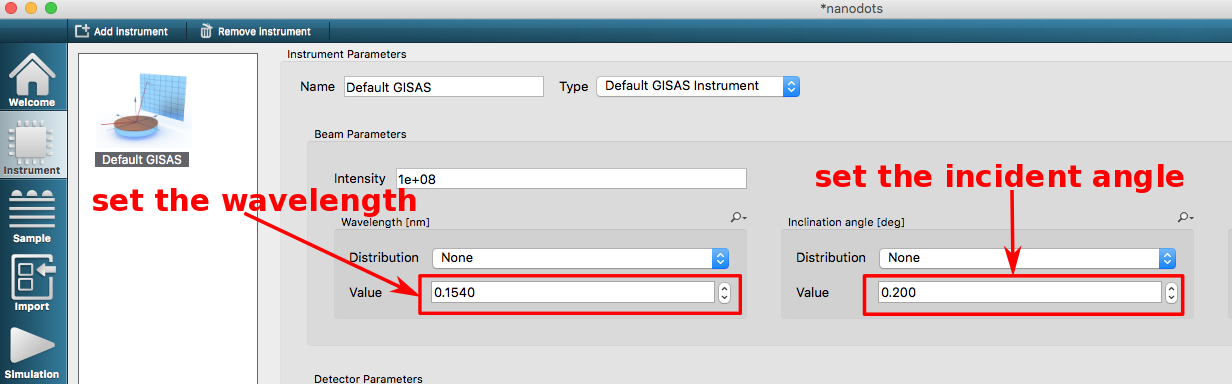 *nanodots
Add instrument
Remove instrument
Welcome
Instrument
Sample
Import
Simulation
Default GISAS
Instrument Parameters
Name Default GISAS Type Default GISAS Instrument
Beam Parameters
Intensity 1e+08
set the wavelength
set the incident angle
Wavelength [nm]
Distribution None
Value 0.1540
Inclination angle [deg]
Distribution None
Value 0.200
Detector Parameters